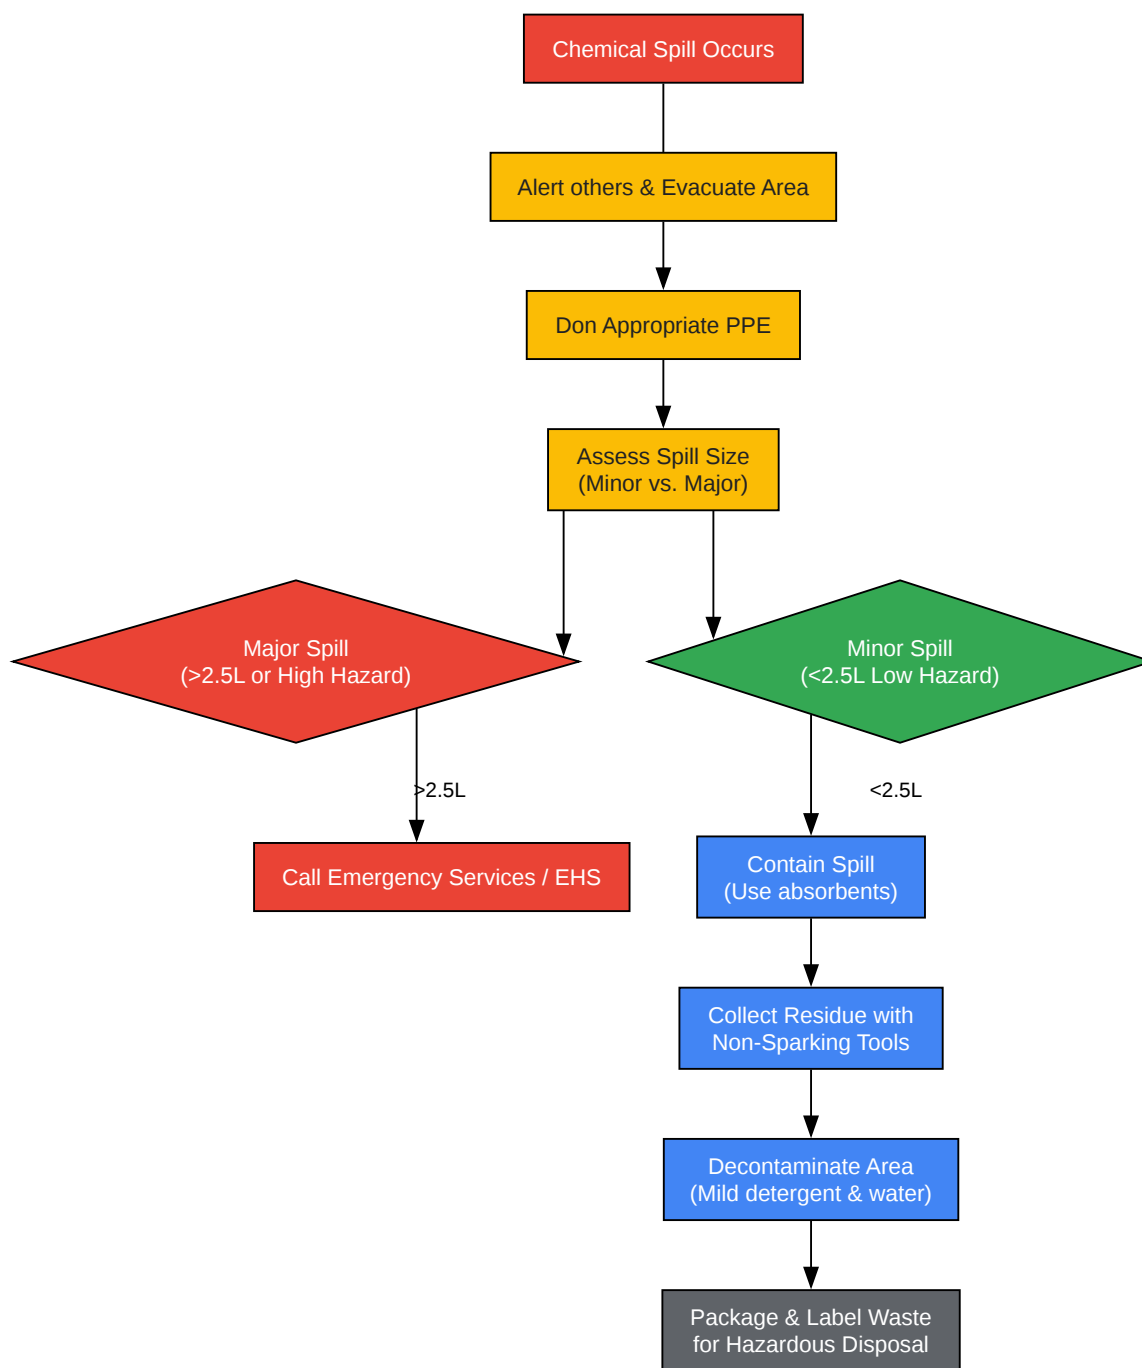 Chemical Spill Occurs
Alert others & Evacuate Area
Don Appropriate PPE
Assess Spill Size
(Minor vs. Major)
Major Spill
(>2.5L or High Hazard)
Minor Spill
(<2.5L Low Hazard)
>2.5L
<2.5L
Call Emergency Services / EHS
Contain Spill
(Use absorbents)
Collect Residue with
Non-Sparking Tools
Decontaminate Area
(Mild detergent & water)
Package & Label Waste
for Hazardous Disposal